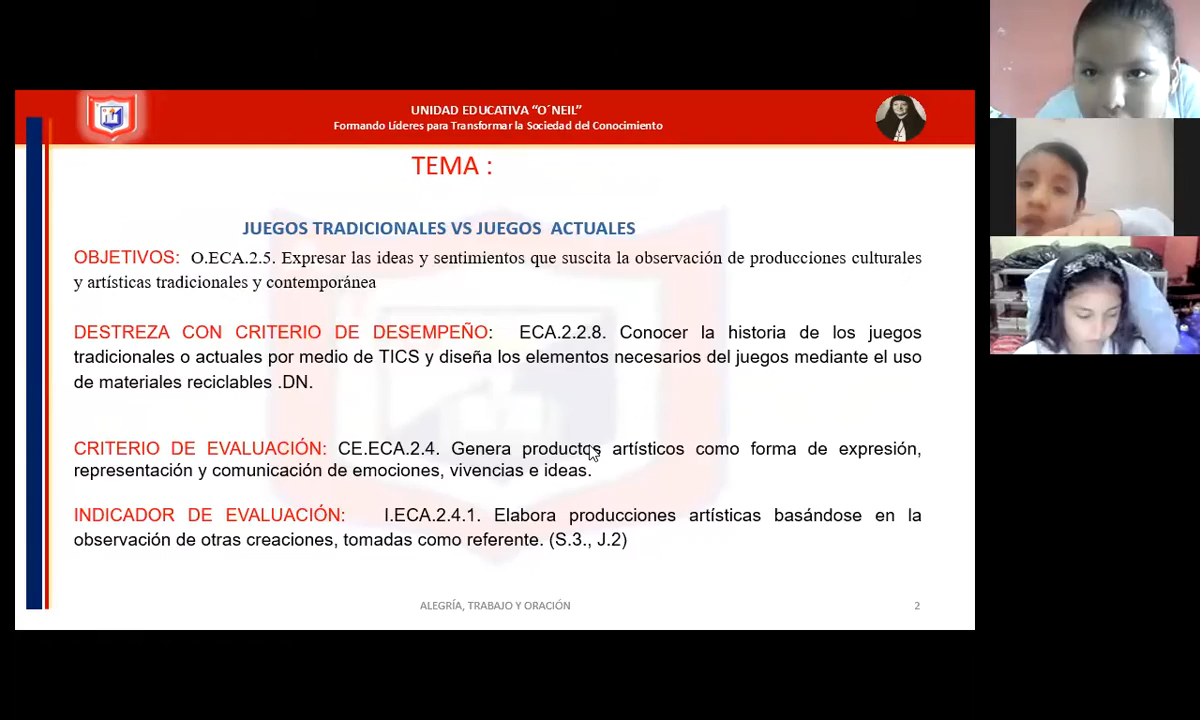 UNIDAD EDUCATIVA “O´NEIL”
Formando Líderes para Transformar la Sociedad del Conocimiento
TEMA :
JUEGOS TRADICIONALES VS JUEGOS ACTUALES
OBJETIVOS: O.ECA.2.5. Expresar las ideas y sentimientos que suscita la observación de producciones culturales
y artísticas tradicionales y contemporánea
DESTREZA CON CRITERIO DE DESEMPEÑO: ECA.2.2.8. Conocer la historia de los juegos
tradicionales o actuales por medio de TICS y diseña los elementos necesarios del juegos mediante el uso
de materiales reciclables .DN.
CRITERIO DE EVALUACIÓN: CE.ECA.2.4. Genera productos artísticos como forma de expresión,
representación y comunicación de emociones, vivencias e ideas.
INDICADOR DE EVALUACIÓN: I.ECA.2.4.1. Elabora producciones artísticas basándose en la
observación de otras creaciones, tomadas como referente. (S.3., J.2)
ALEGRÍA, TRABAJO Y ORACIÓN
2